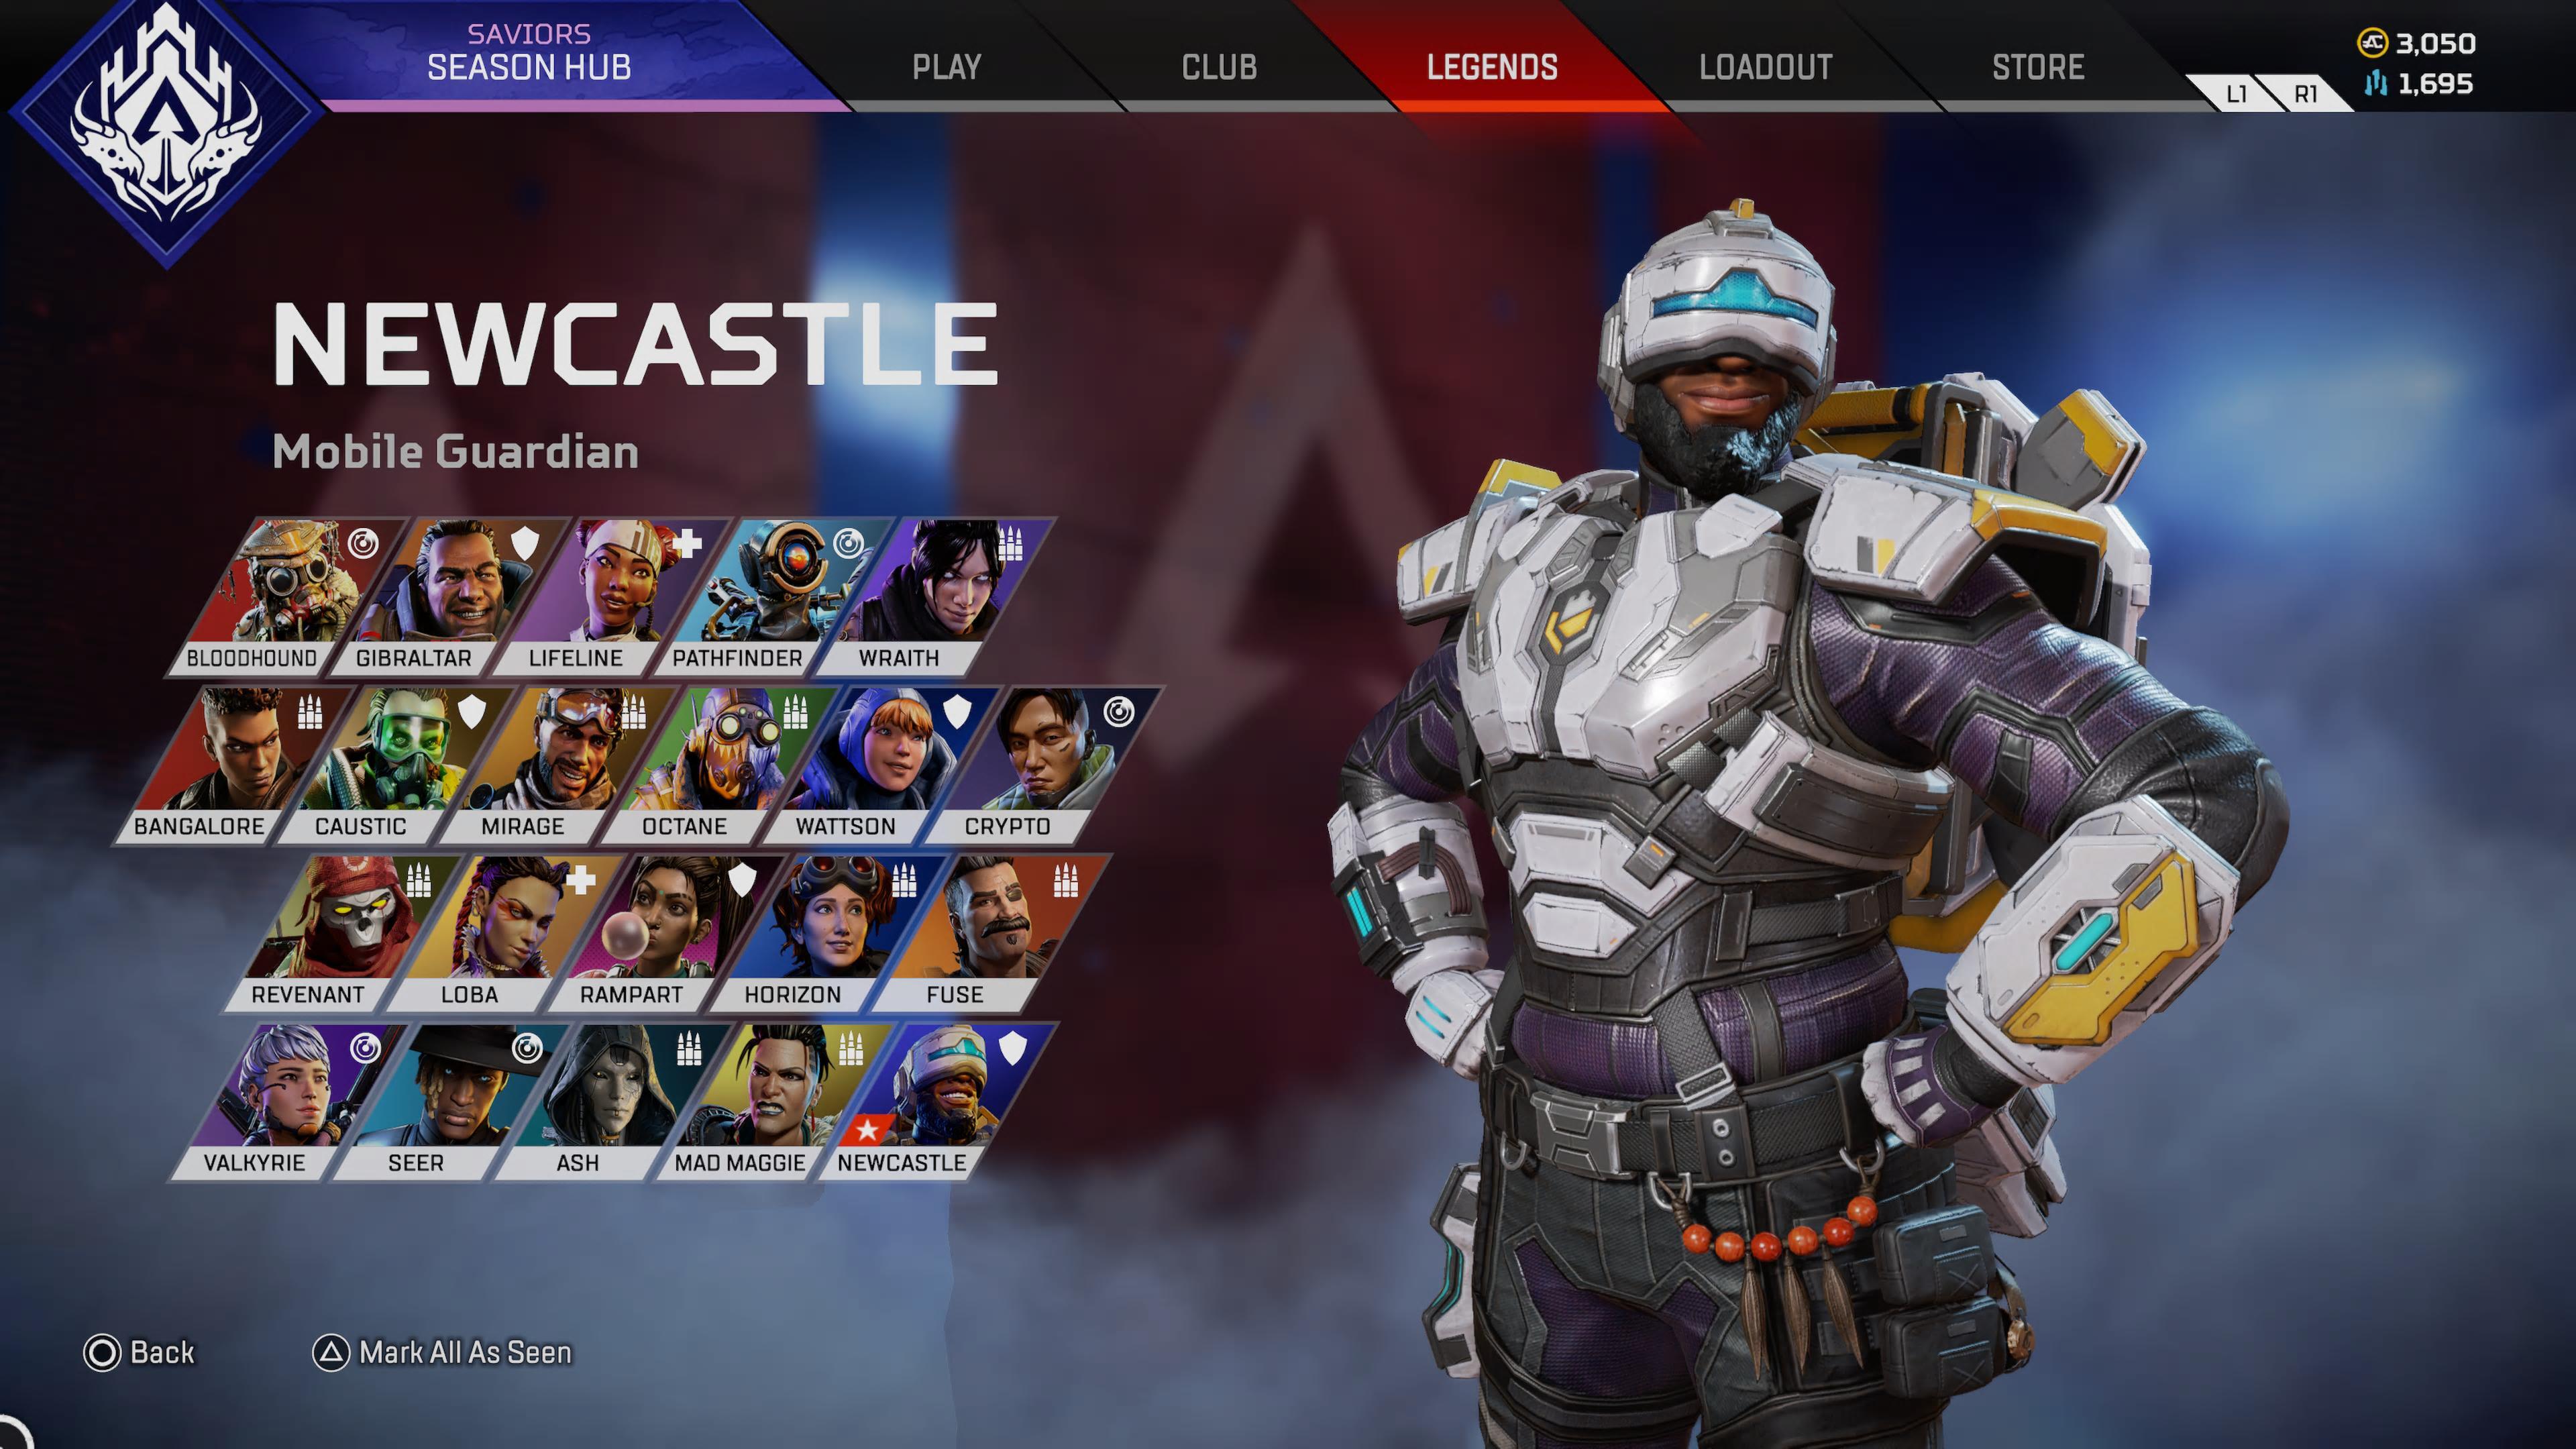 SAVIORS
SEASON HUB
PLAY
CLUB
LEGENDS
LOADOUT
STORE
L1
R1
3,050
1,695
NEWCASTLE
Mobile Guardian
BLOODHOUND
GIBRALTAR
LIFELINE
PATHFINDER
WRAITH
BANGALORE
CAUSTIC
MIRAGE
OCTANE
WATTSON
CRYPTO
REVENANT
LOBA
RAMPART
HORIZON
FUSE
VALKYRIE
SEER
ASH
MAD MAGGIE
NEWCASTLE
Back
Mark All As Seen